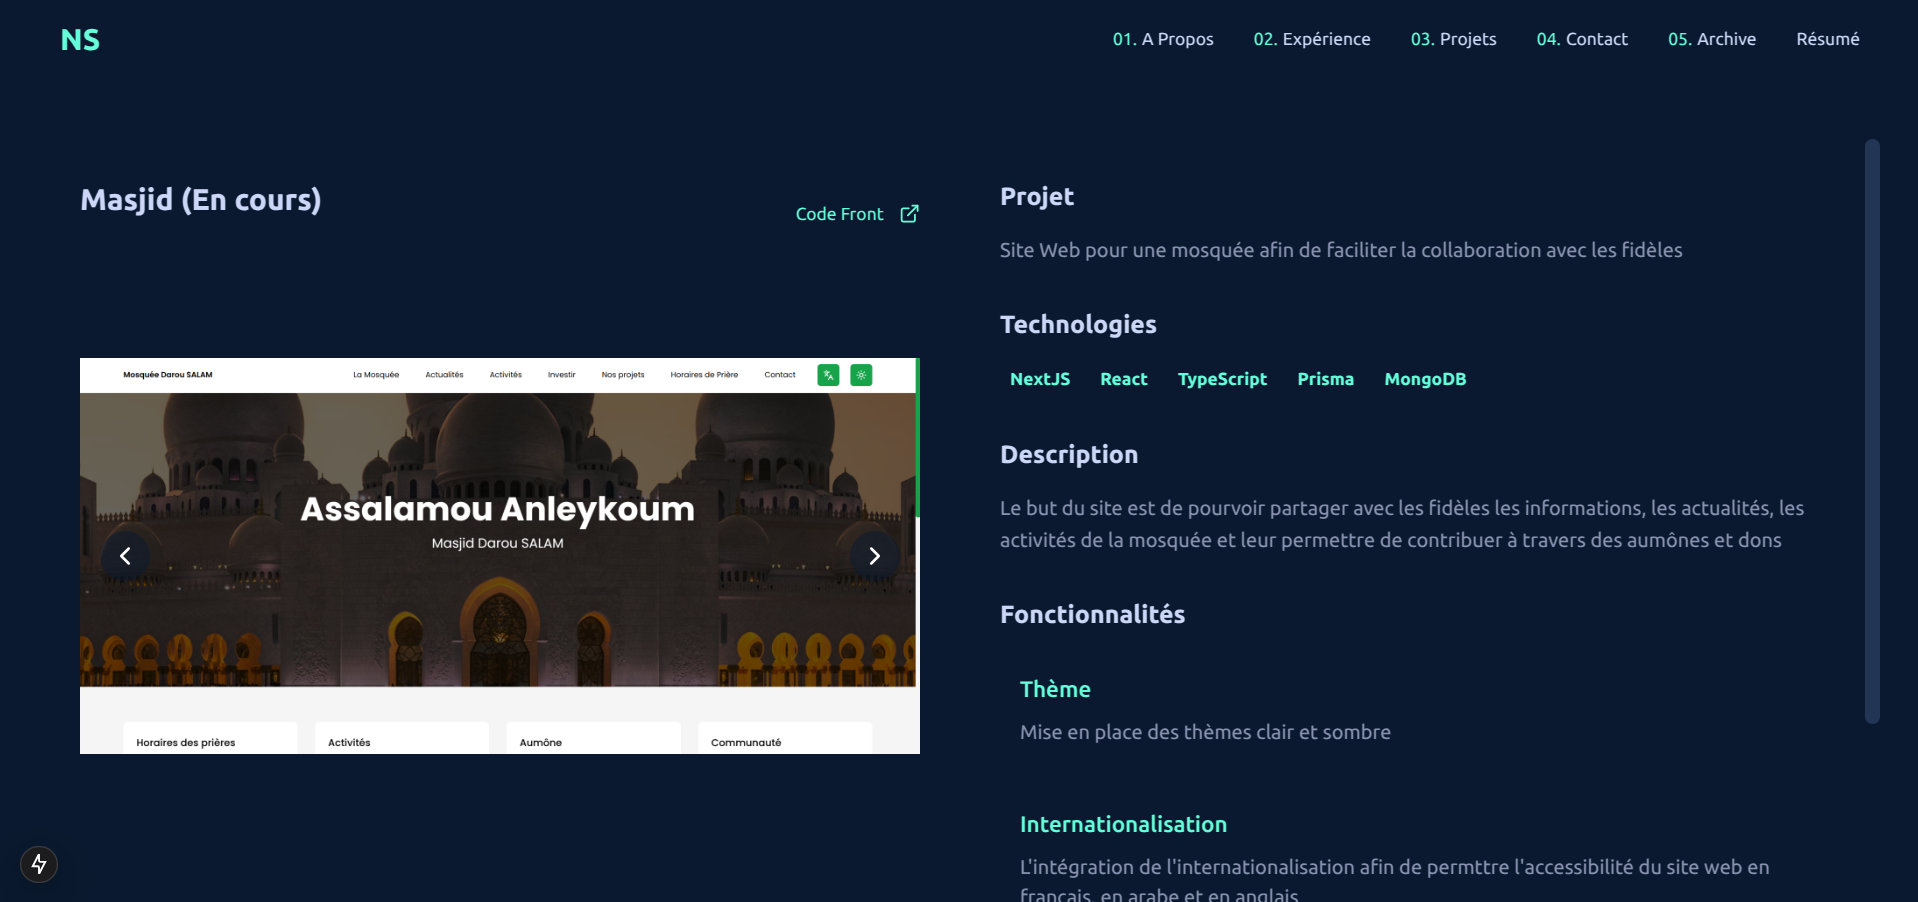 NS
01. A Propos
02. Expérience
03. Projets
04. Contact
05. Archive
Résumé
Masjid (En cours)
Code Front
Mosquée Darou SALAM
La Mosquée
Actualités
Activités
Investir
Nos projets
Horaires de Prière
Contact
Assalamou Anleykoum
Masjid Darou SALAM
Horaires des prières
Activités
Aumône
Communauté
Projet
Site Web pour une mosquée afin de faciliter la collaboration avec les fidèles
Technologies
NextJS React TypeScript Prisma MongoDB
Description
Le but du site est de pourvoir partager avec les fidèles les informations, les actualités, les
activités de la mosquée et leur permettre de contribuer à travers des aumônes et dons
Fonctionnalités
Thème
Mise en place des thèmes clair et sombre
Internationalisation
L'intégration de l'internationalisation afin de permttre l'accessibilité du site web en
français, en arabe et en anglais